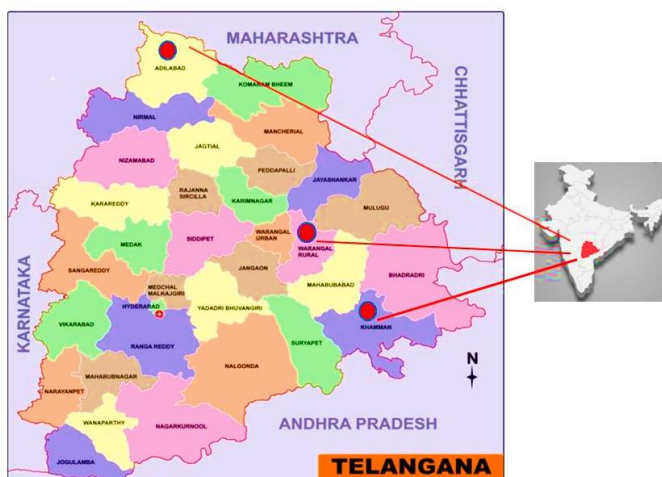 MAHARASHTRA
ADILABAD
KOMARAM BHEEM
CHHATTISGARH
NIRMAL
MANCHERIAL
JAGTIAL
NIZAMABAD
PEDDAPALLI
JAYASHANKAR
KARAREDDY
RAJANNA
SIRCILLA
KARIMNAGAR
MULUGU
MEDAK
SIDDIPET
WARANGAL
URBAN
WARANGAL
RURAL
KARNATAKA
SANGAREDDY
JANGAON
BHADRADRI
MEDCHAL
MALKAJGIRI
MAHABUBABAD
HYDERABAD
YADADRI BHUVANGIRI
VIKARABAD
KHAMMAN
RANGA REDDY
SURYAPET
NALGONDA
N
MAHABUBNAGAR
NARAYANPET
WANAPARTHY
NAGARKURNOOL
ANDHRA PRADESH
JOGULAMBA
TELANGANA